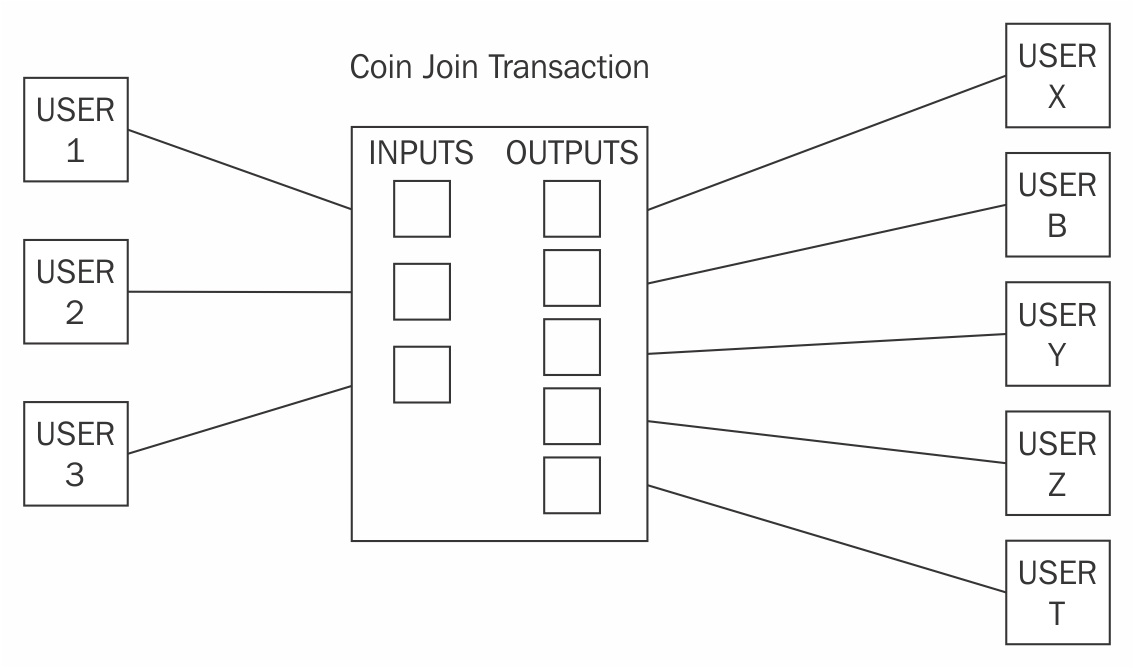 Coin Join Transaction
USER
1
USER
2
USER
3
INPUTS OUTPUTS
USER
X
USER
B
USER
Y
USER
Z
USER
T